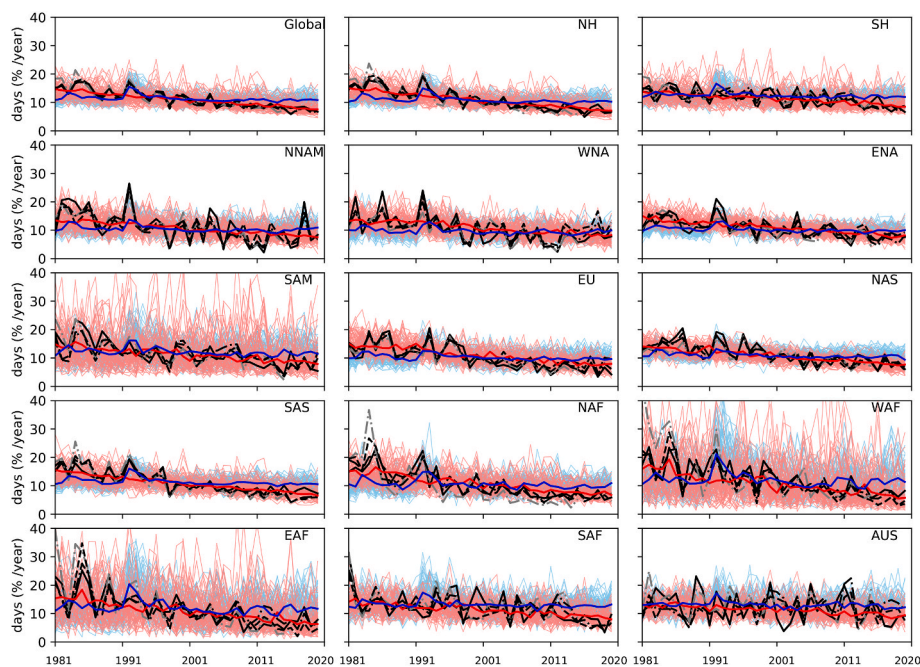 40 Global NH SH
30
20
10
0
days (% /year)
40 NNAM WNA ENA
30
20
10
0
days (% /year)
40 SAM EU NAS
30
20
10
0
days (% /year)
40 SAS NAF WAF
30
20
10
0
days (% /year)
40 EAF SAF AUS
30
20
10
0
days (% /year)
1981 1991 2001 2011 2020 1981 1991 2001 2011 2020 1981 1991 2001 2011 2020